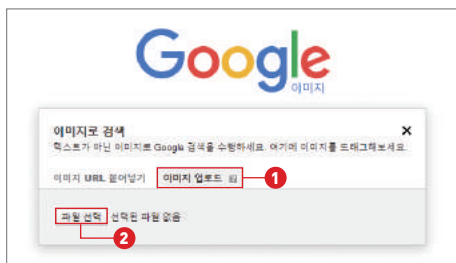 Google
이미지
이미지로 검색
텍스트가 아닌 이미지로 Google 검색을 수행하세요. 여기에 이미지를 드래그해보세요.
이미지 URL 붙여넣기 이미지 업로드 1
파일 선택 선택된 파일 없음
2